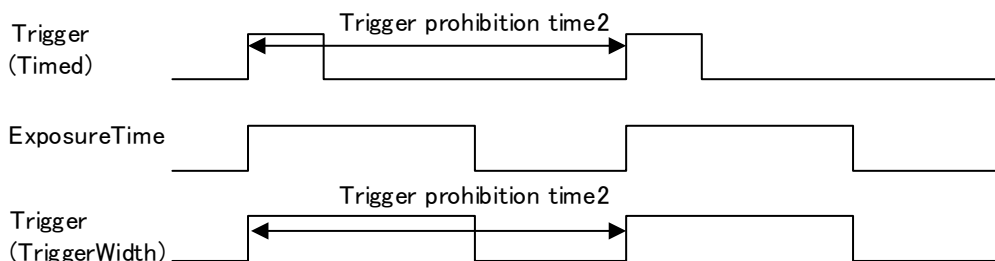 Trigger prohibition time2
Trigger
(Timed)
ExposureTime
Trigger prohibition time2
Trigger
(TriggerWidth)